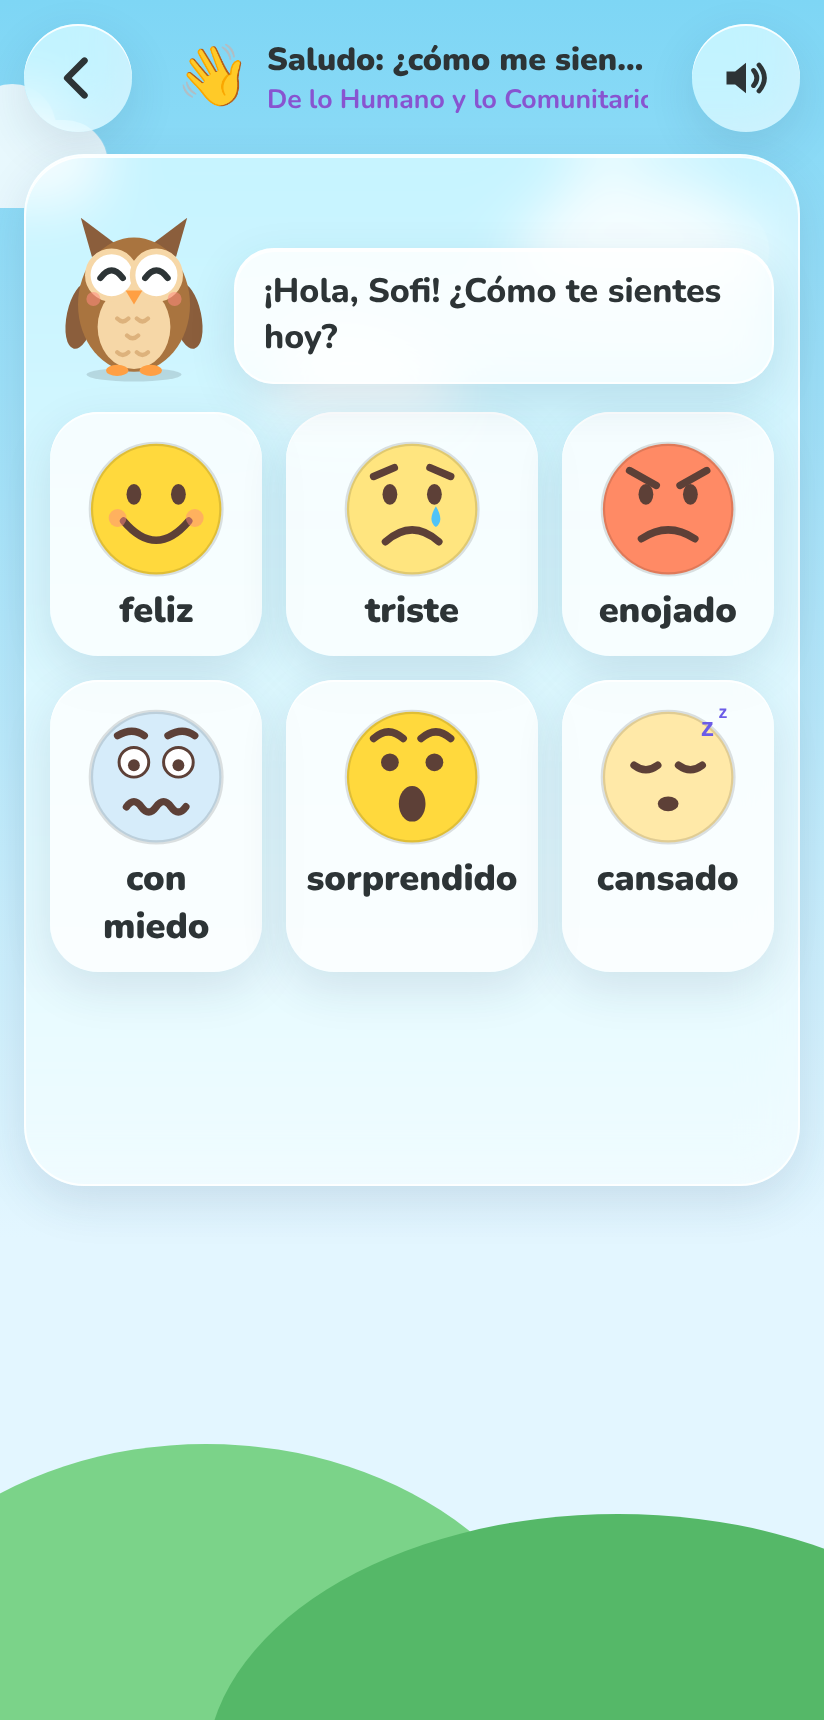 Saludo: ¿cómo me sien...
De lo Humano y lo Comunitaric
¡Hola, Sofi! ¿Cómo te sientes
hoy?
feliz
triste
enojado
z z
con
miedo
sorprendido
cansado